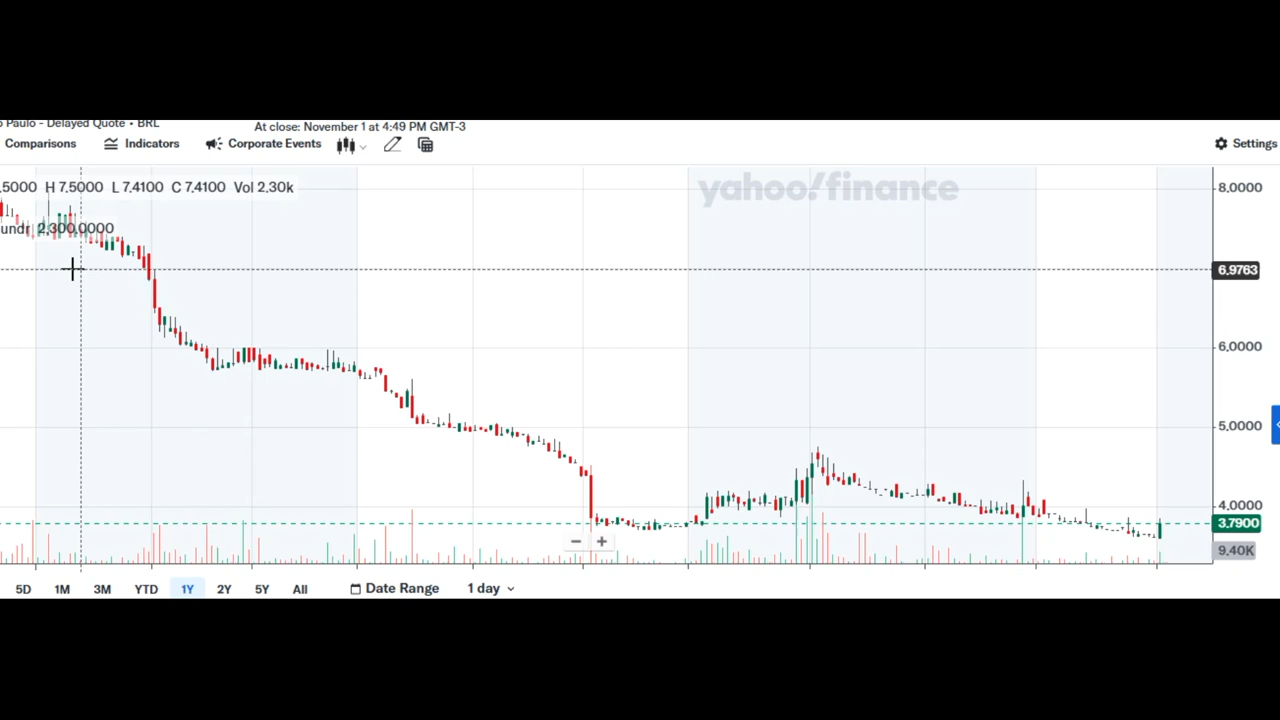 o Paulo - Delayed Quote • BRL
At close: November 1 at 4:49 PM GMT-3
Comparisons Indicators Corporate Events Settings
.5000 H 7.5000 L 7.4100 C 7.4100 Vol 2.30k
yahoo!finance
8.0000
undr 2,300.0000
6.9763
6.0000
5.0000
4.0000
3.7900
9.40K
5D 1M 3M YTD 1Y 2Y 5Y All Date Range 1 day